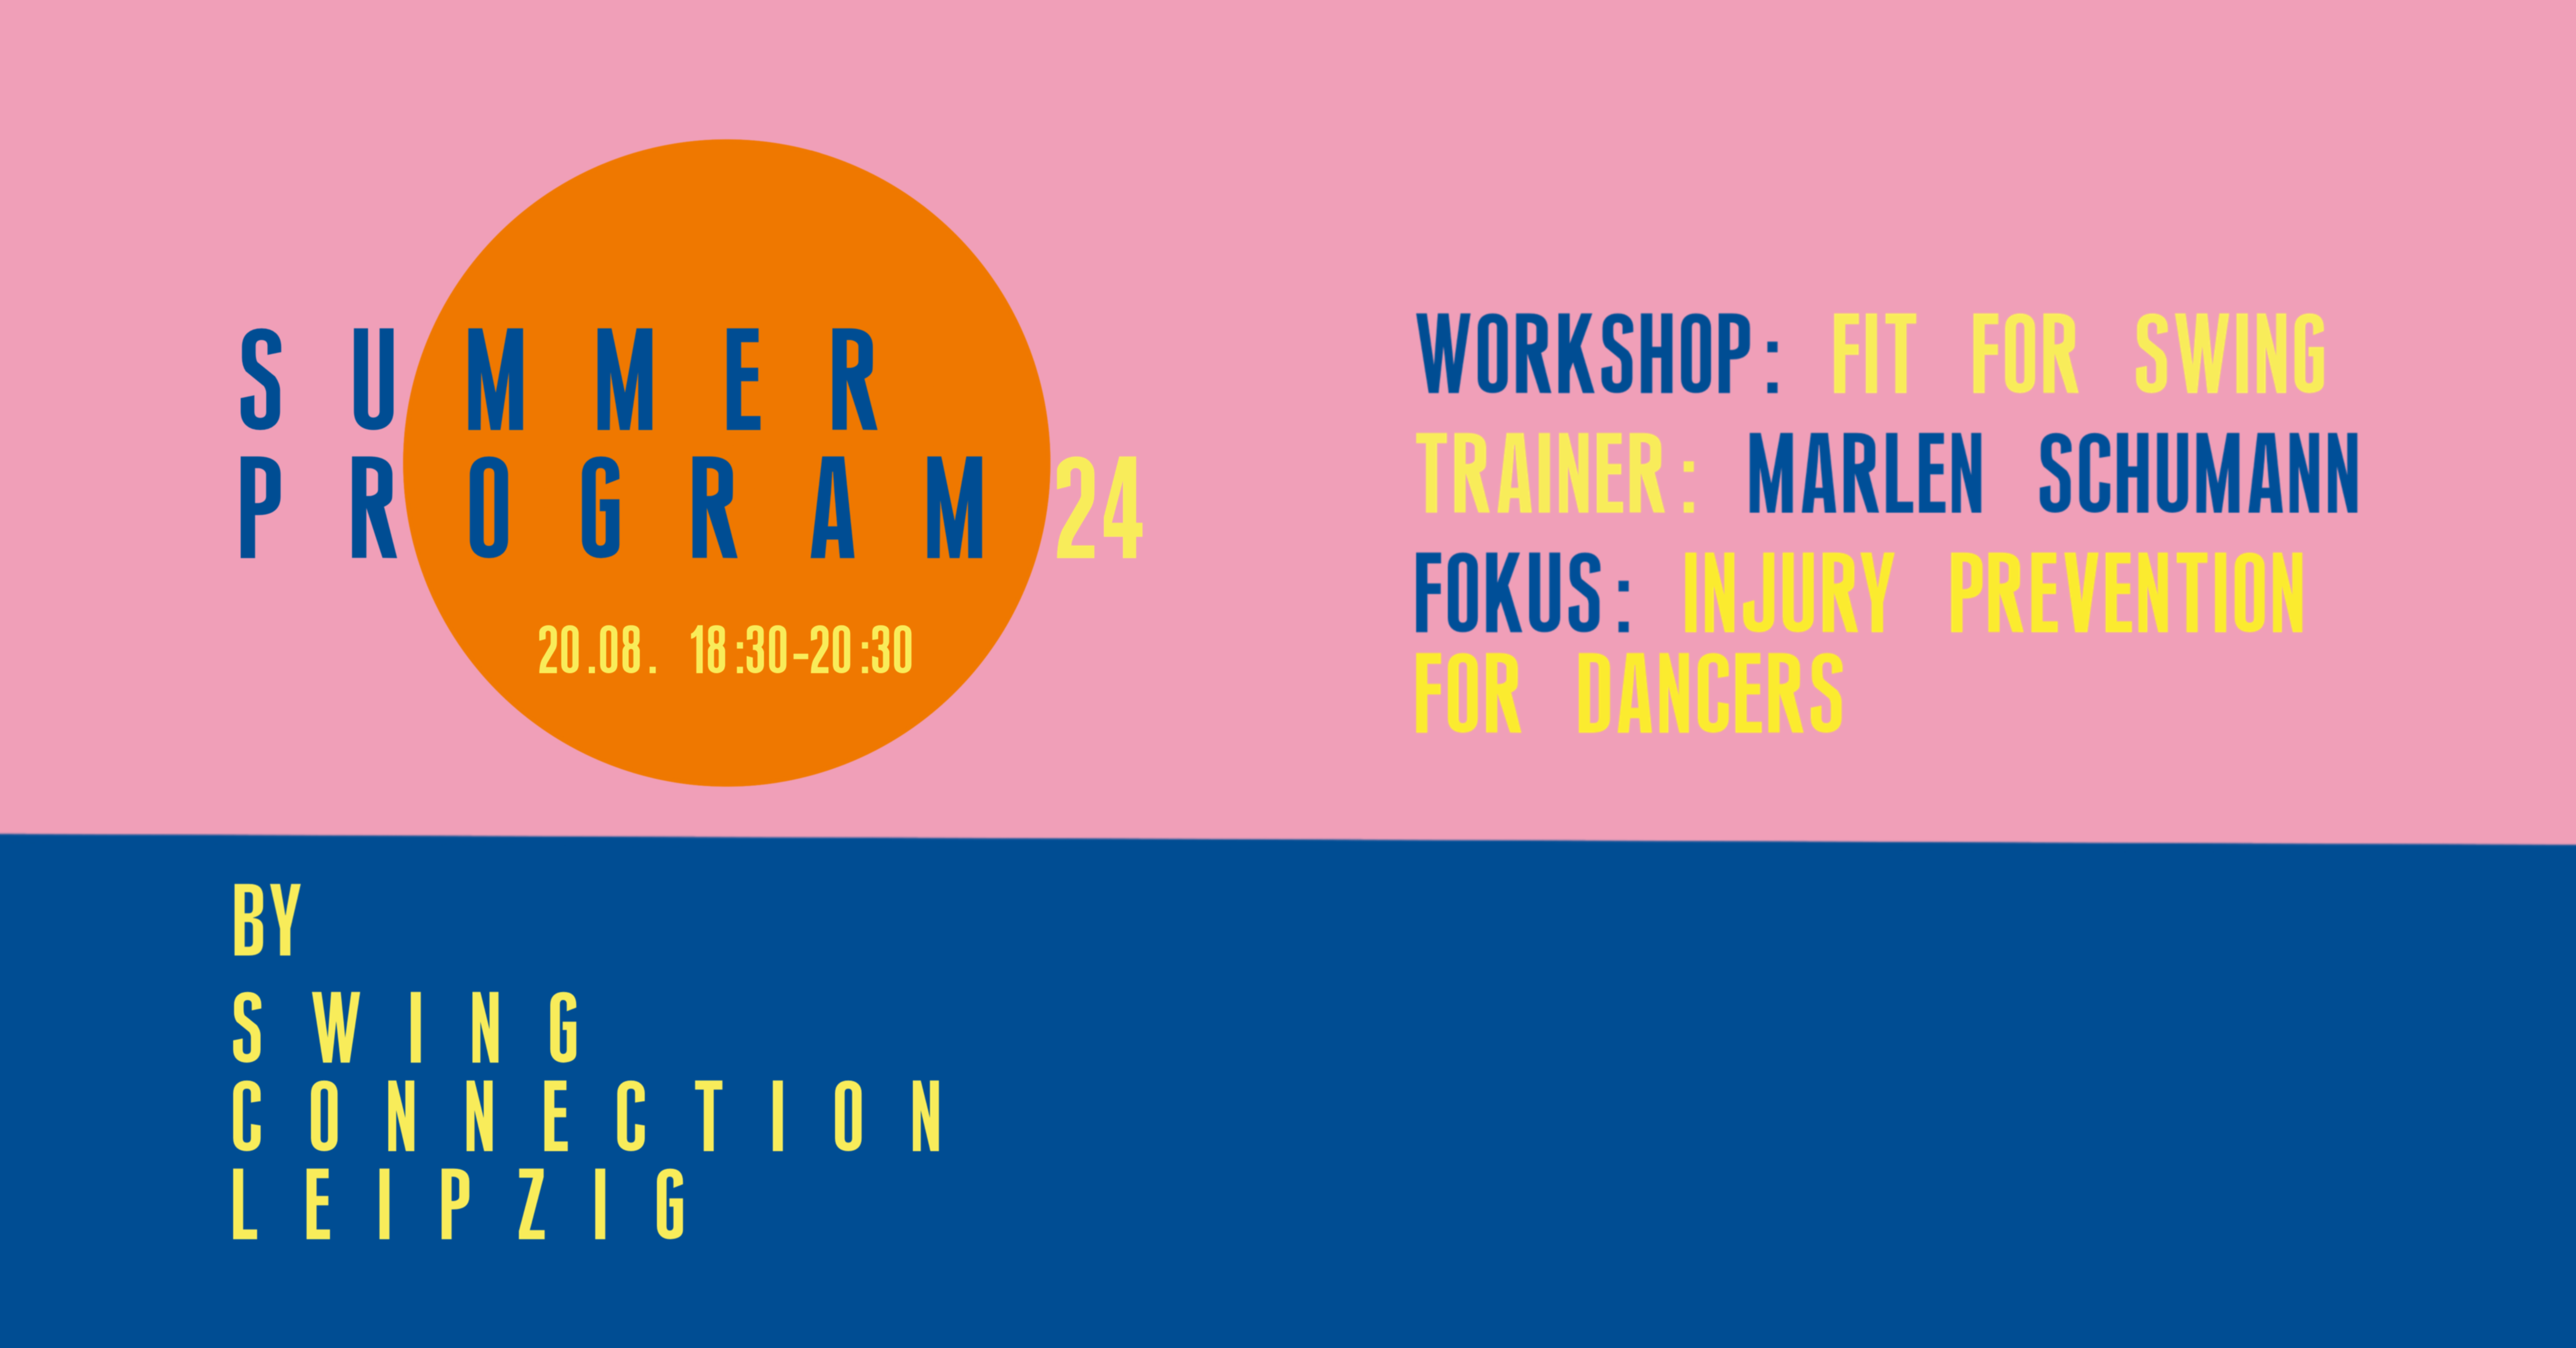 SUMMER
PROGRAM 24
20.08. 18:30-20:30
WORKSHOP: FIT FOR SWING
TRAINER: MARLEN SCHUMANN
FOKUS: INJURY PREVENTION
FOR DANCERS
BY
SWING
CONNECTION
LEIPZIG